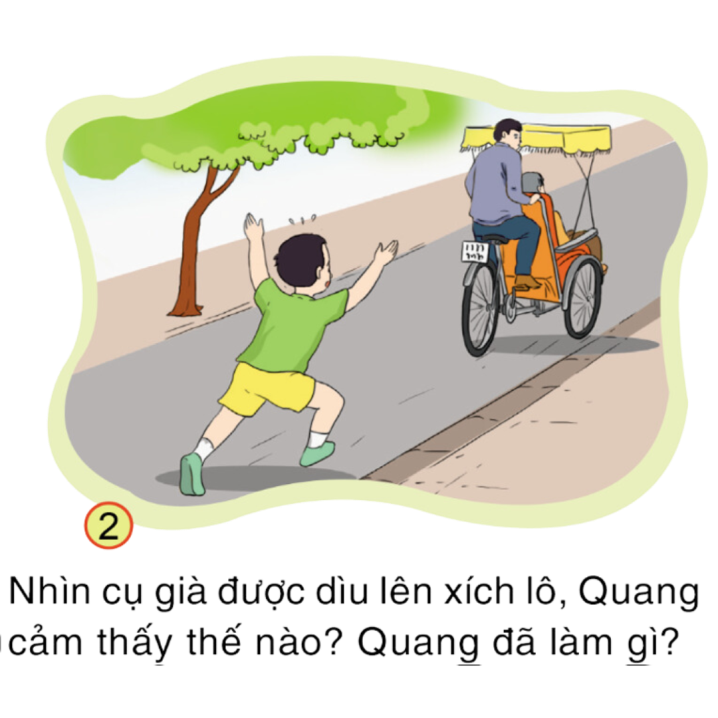 2
Nhìn cụ già được dìu lên xích lô, Quang
cảm thấy thế nào? Quang đã làm gì?